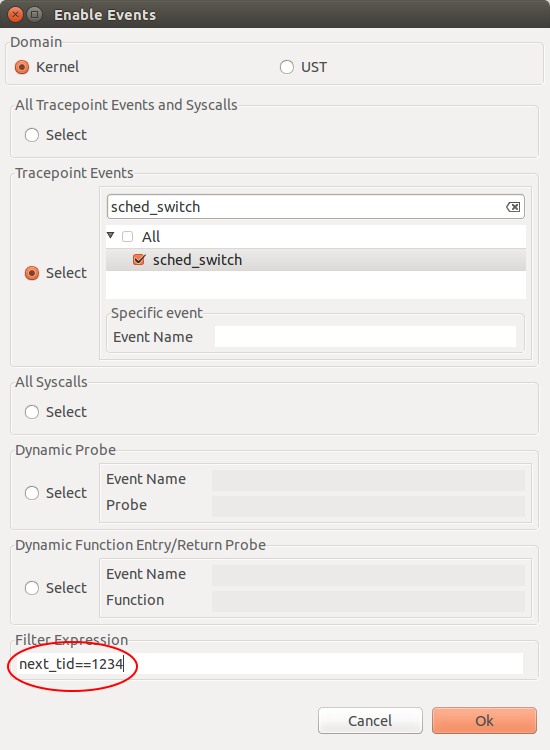 Enable Events
Domain
Kernel
UST
All Tracepoint Events and Syscalls
Select
Tracepoint Events
sched_switch
All
Select
sched_switch
Specific event
Event Name
All Syscalls
Select
Dynamic Probe
Event Name
Select
Probe
Dynamic Function Entry/Return Probe
Event Name
Select
Function
Filter Expression
next_tid==1234
Cancel
Ok